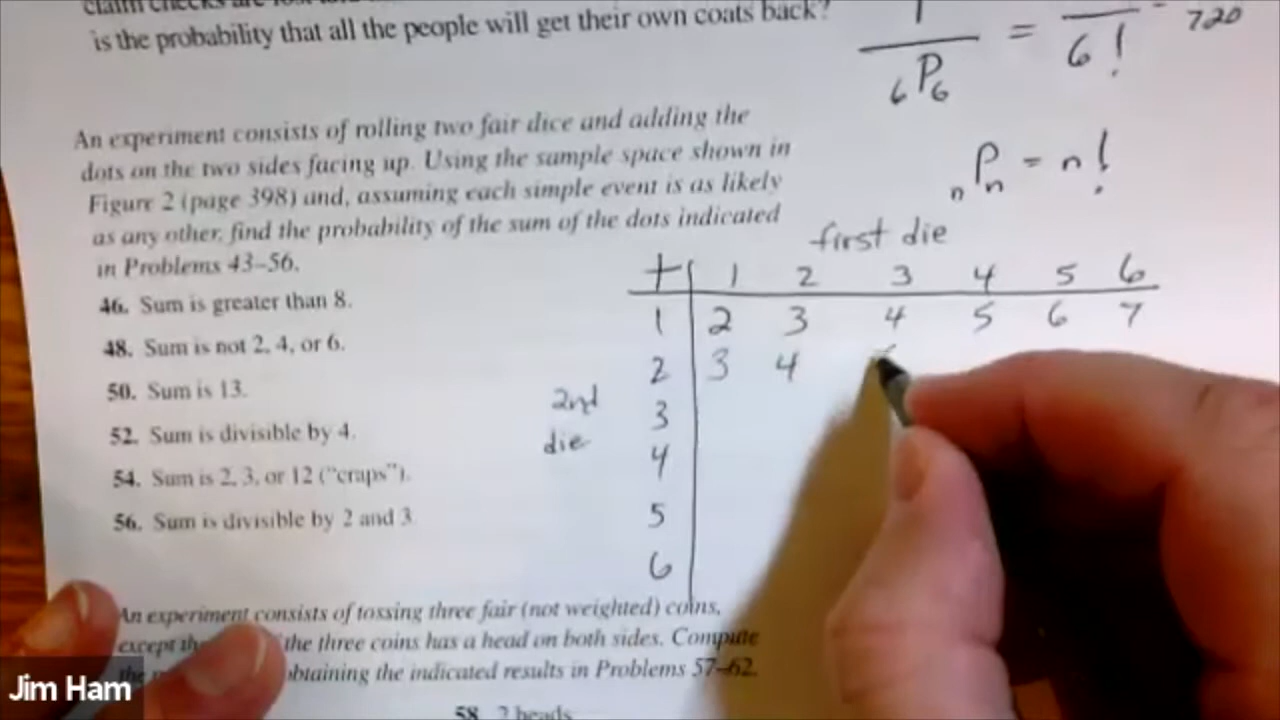 claim checks are lost
is the probability that all the people will get their own coats back?
1
6P6 = 6! 720
nPn = n!
An experiment consists of rolling two fair dice and adding the
dots on the two sides facing up. Using the sample space shown in
Figure 2 (page 398) and, assuming each simple event is as likely
as any other, find the probability of the sum of the dots indicated
in Problems 43–56.
46. Sum is greater than 8.
48. Sum is not 2, 4, or 6.
50. Sum is 13.
52. Sum is divisible by 4.
54. Sum is 2, 3, or 12 ("craps").
56. Sum is divisible by 2 and 3.
first die
+ 1 2 3 4 5 6
1 2 3 4 5 6 7
2 3 4
2nd
die
3
4
5
6
An experiment consists of tossing three fair (not weighted) coins,
except the three coins has a head on both sides. Compute
obtaining the indicated results in Problems 57–62.
58. 2 heads
Jim Ham